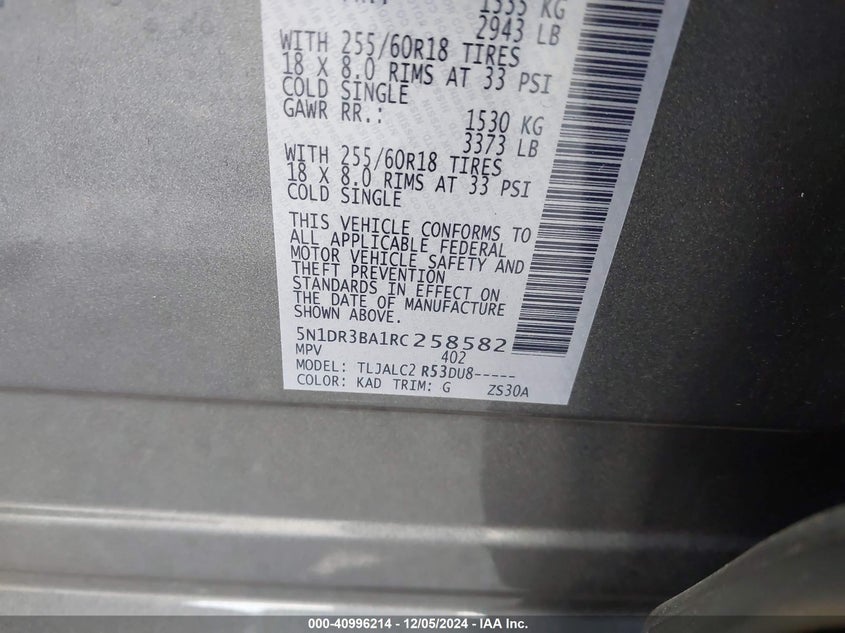 1335 KG
2943 LB
WITH 255/60R18 TIRES
18 X 8.0 RIMS AT 33 PSI
COLD SINGLE
GAWR RR.:
1530 KG
3373 LB
WITH 255/60R18 TIRES
18 X 8.0 RIMS AT 33 PSI
COLD SINGLE
THIS VEHICLE CONFORMS TO
ALL APPLICABLE FEDERAL
MOTOR VEHICLE SAFETY AND
THEFT PREVENTION
STANDARDS IN EFFECT ON
THE DATE OF MANUFACTURE
SHOWN ABOVE.
5N1DR3BA1RC258582
MPV 402
MODEL: TLJALC2 R53DU8-----
COLOR: KAD TRIM: G ZS30A
000-40996214 - 12/05/2024 - IAA Inc.